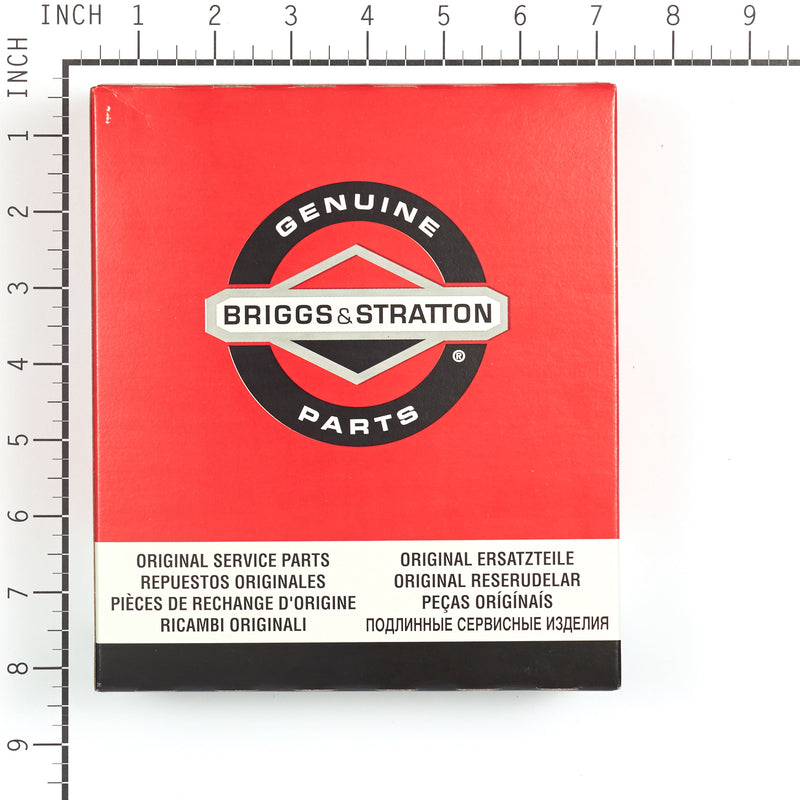 INCH 1 2 3 4 5 6 7 8 9
INCH
1
2
3
4
5
6
7
8
9
GENUINE
BRIGGS & STRATTON
®
PARTS
ORIGINAL SERVICE PARTS
REPUESTOS ORIGINALES
PIÈCES DE RECHANGE D'ORIGINE
RICAMBI ORIGINALI
ORIGINAL ERSATZTEILE
ORIGINAL RESERUDELAR
PEÇAS ORÍGÍNAÍS
ПОДЛИННЫЕ СЕРВИСНЫЕ ИЗДЕЛИЯ